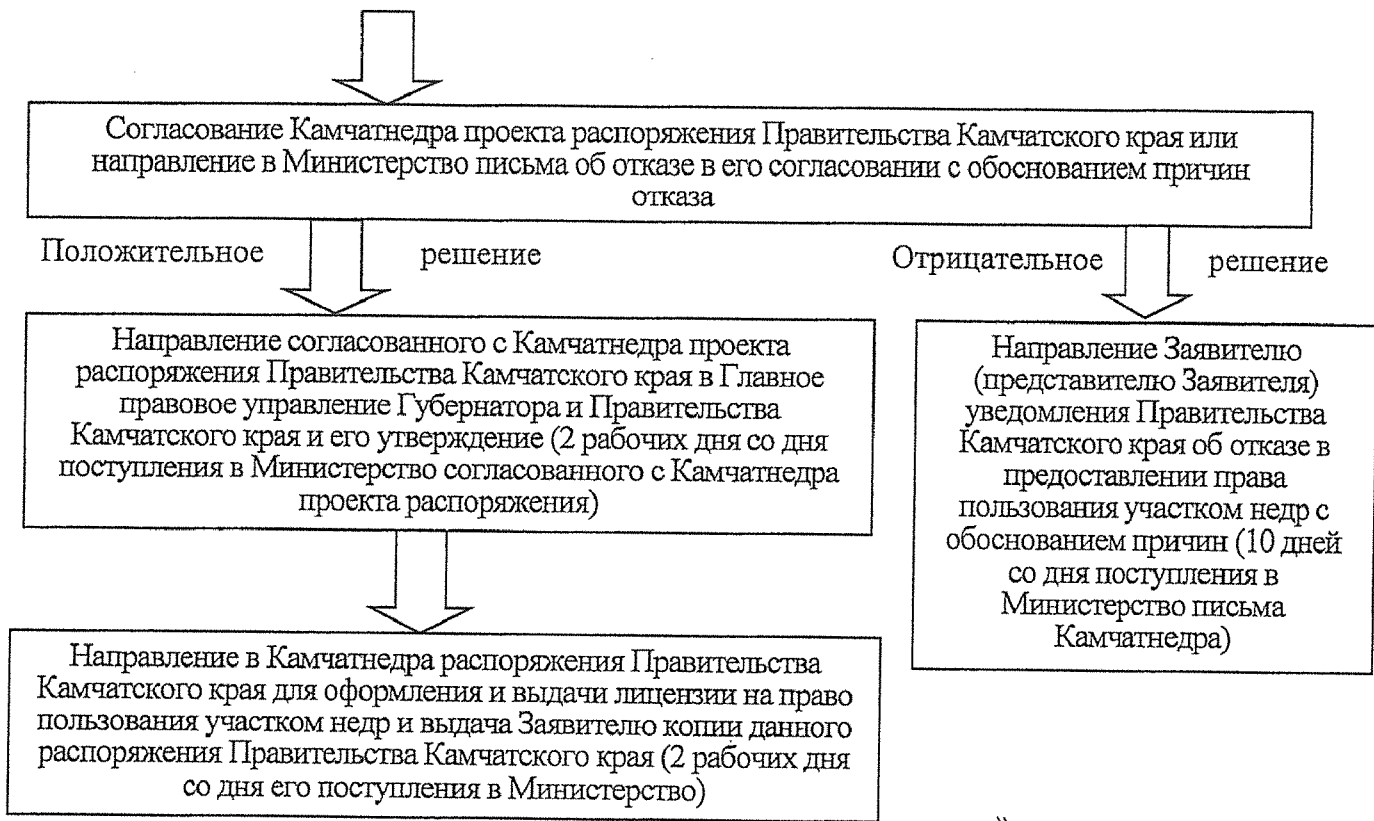 Согласование Камчатнедра проекта распоряжения Правительства Камчатского края или
направление в Министерство письма об отказе в его согласовании с обоснованием причин
отказа
Положительное решение
Отрицательное решение
Направление согласованного с Камчатнедра проекта
распоряжения Правительства Камчатского края в Главное
правовое управление Губернатора и Правительства
Камчатского края и его утверждение (2 рабочих дня со дня
поступления в Министерство согласованного с Камчатнедра
проекта распоряжения)
Направление Заявителю
(представителю Заявителя)
уведомления Правительства
Камчатского края об отказе в
предоставлении права
пользования участком недр с
обоснованием причин (10 дней
со дня поступления в
Министерство письма
Камчатнедра)
Направление в Камчатнедра распоряжения Правительства
Камчатского края для оформления и выдачи лицензии на право
пользования участком недр и выдача Заявителю копии данного
распоряжения Правительства Камчатского края (2 рабочих дня
со дня его поступления в Министерство)
»